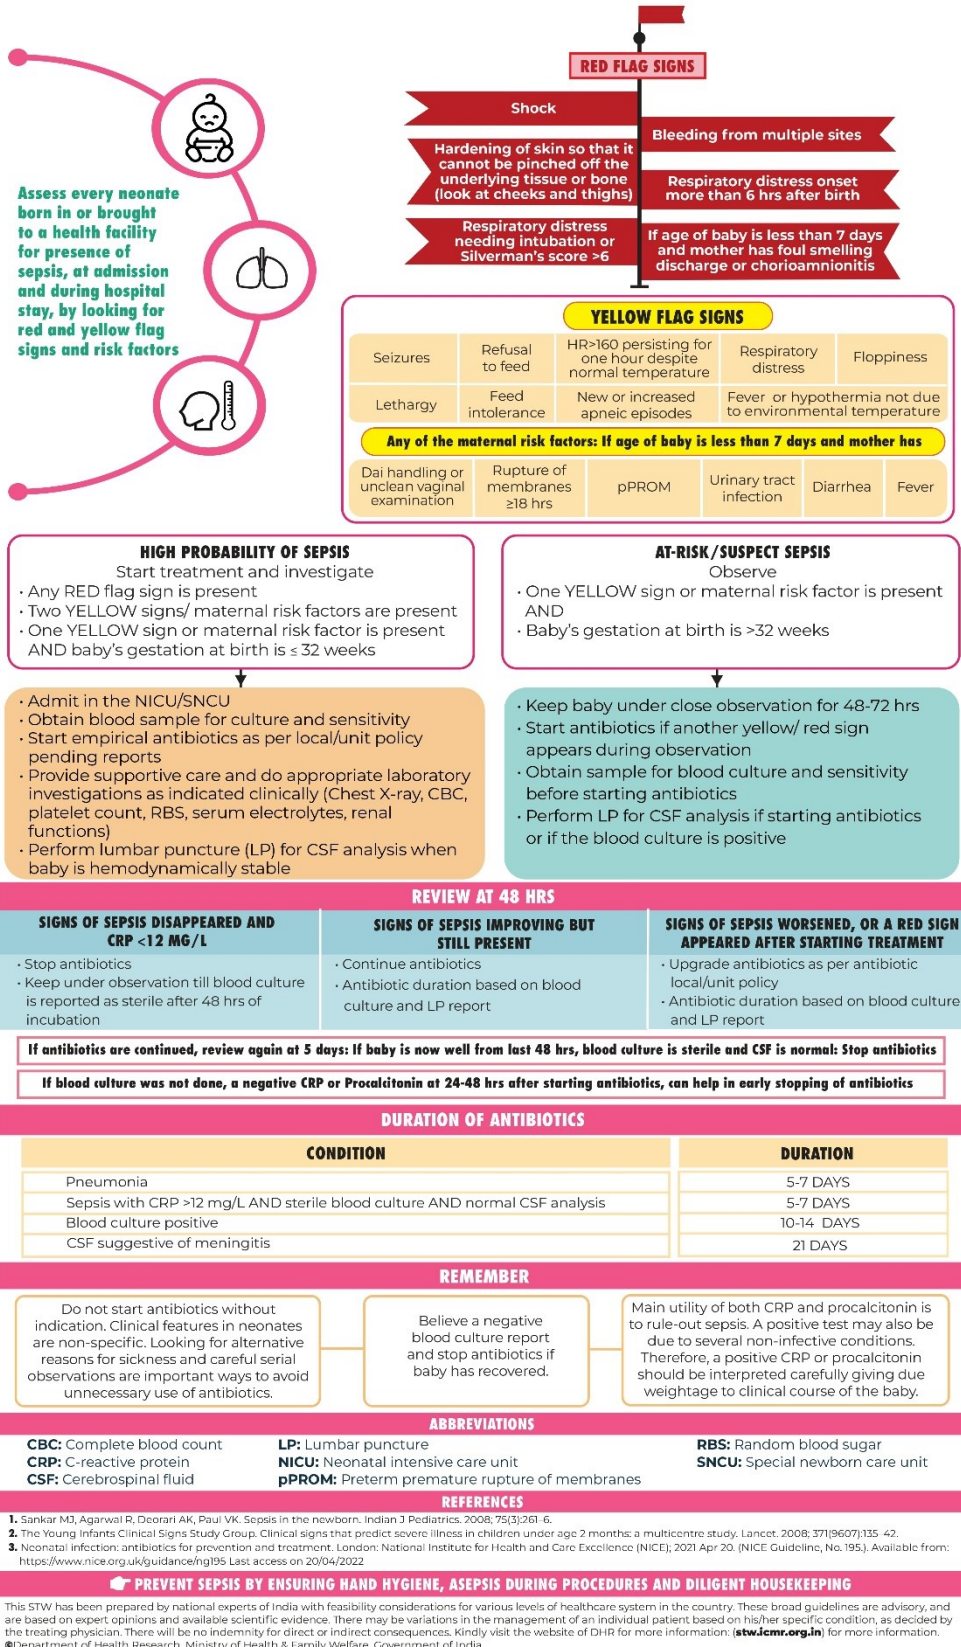 RED FLAG SIGNS
Shock
Bleeding from multiple sites
Hardening of skin so that it
cannot be pinched off the
underlying tissue or bone
(look at cheeks and thighs)
Respiratory distress onset
more than 6 hrs after birth
Respiratory distress
needing intubation or
Silverman's score >6
If age of baby is less than 7 days
and mother has foul smelling
discharge or chorioamnionitis
Assess every neonate
born in or brought
to a health facility
for presence of
sepsis, at admission
and during hospital
stay, by looking for
red and yellow flag
signs and risk factors
YELLOW FLAG SIGNS
Seizures
Refusal
to feed
HR>160 persisting for
one hour despite
normal temperature
Respiratory
distress
Floppiness
Lethargy
Feed
intolerance
New or increased
apneic episodes
Fever or hypothermia not due
to environmental temperature
Any of the maternal risk factors: If age of baby is less than 7 days and mother has
Dai handling or
unclean vaginal
examination
Rupture of
membranes
≥18 hrs
pPROM
Urinary tract
infection
Diarrhea
Fever
HIGH PROBABILITY OF SEPSIS
Start treatment and investigate
• Any RED flag sign is present
• Two YELLOW signs/ maternal risk factors are present
• One YELLOW sign or maternal risk factor is present
AND baby's gestation at birth is ≤ 32 weeks
AT-RISK/SUSPECT SEPSIS
Observe
• One YELLOW sign or maternal risk factor is present
AND
• Baby's gestation at birth is >32 weeks
• Admit in the NICU/SNCU
• Obtain blood sample for culture and sensitivity
• Start empirical antibiotics as per local/unit policy
pending reports
• Provide supportive care and do appropriate laboratory
investigations as indicated clinically (Chest X-ray, CBC,
platelet count, RBS, serum electrolytes, renal
functions)
• Perform lumbar puncture (LP) for CSF analysis when
baby is hemodynamically stable
• Keep baby under close observation for 48-72 hrs
• Start antibiotics if another yellow/ red sign
appears during observation
• Obtain sample for blood culture and sensitivity
before starting antibiotics
• Perform LP for CSF analysis if starting antibiotics
or if the blood culture is positive
REVIEW AT 48 HRS
SIGNS OF SEPSIS DISAPPEARED AND
CRP <12 MG/L
• Stop antibiotics
• Keep under observation till blood culture
is reported as sterile after 48 hrs of
incubation
SIGNS OF SEPSIS IMPROVING BUT
STILL PRESENT
• Continue antibiotics
• Antibiotic duration based on blood
culture and LP report
SIGNS OF SEPSIS WORSENED, OR A RED SIGN
APPEARED AFTER STARTING TREATMENT
• Upgrade antibiotics as per antibiotic
local/unit policy
• Antibiotic duration based on blood culture
and LP report
If antibiotics are continued, review again at 5 days: If baby is now well from last 48 hrs, blood culture is sterile and CSF is normal: Stop antibiotics
If blood culture was not done, a negative CRP or Procalcitonin at 24-48 hrs after starting antibiotics, can help in early stopping of antibiotics
DURATION OF ANTIBIOTICS
CONDITION DURATION
Pneumonia 5-7 DAYS
Sepsis with CRP >12 mg/L AND sterile blood culture AND normal CSF analysis 5-7 DAYS
Blood culture positive 10-14 DAYS
CSF suggestive of meningitis 21 DAYS
REMEMBER
Do not start antibiotics without
indication. Clinical features in neonates
are non-specific. Looking for alternative
reasons for sickness and careful serial
observations are important ways to avoid
unnecessary use of antibiotics.
Believe a negative
blood culture report
and stop antibiotics if
baby has recovered.
Main utility of both CRP and procalcitonin is
to rule-out sepsis. A positive test may also be
due to several non-infective conditions.
Therefore, a positive CRP or procalcitonin
should be interpreted carefully giving due
weightage to clinical course of the baby.
ABBREVIATIONS
CBC: Complete blood count
CRP: C-reactive protein
CSF: Cerebrospinal fluid
LP: Lumbar puncture
NICU: Neonatal intensive care unit
pPROM: Preterm premature rupture of membranes
RBS: Random blood sugar
SNCU: Special newborn care unit
REFERENCES
1. Sankar MJ, Agarwal R, Deorari AK, Paul VK. Sepsis in the newborn. Indian J Pediatrics. 2008; 75(3):261-6.
2. The Young Infants Clinical Signs Study Group. Clinical signs that predict severe illness in children under age 2 months: a multicentre study. Lancet. 2008; 371(9607):135-42.
3. Neonatal infection: antibiotics for prevention and treatment. London: National Institute for Health and Care Excellence (NICE); 2021 Apr 20. (NICE Guideline, No. 195.). Available from:
https://www.nice.org.uk/guidance/ng195 Last access on 20/04/2022
PREVENT SEPSIS BY ENSURING HAND HYGIENE, ASEPSIS DURING PROCEDURES AND DILIGENT HOUSEKEEPING
This STW has been prepared by national experts of India with feasibility considerations for various levels of healthcare system in the country. These broad guidelines are advisory, and
are based on expert opinions and available scientific evidence. There may be variations in the management of an individual patient based on his/her specific condition, as decided by
the treating physician. There will be no indemnity for direct or indirect consequences. Kindly visit the website of DHR for more information: (stw.icmr.org.in) for more information.
©Department of Health Research, Ministry of Health & Family Welfare, Government of India